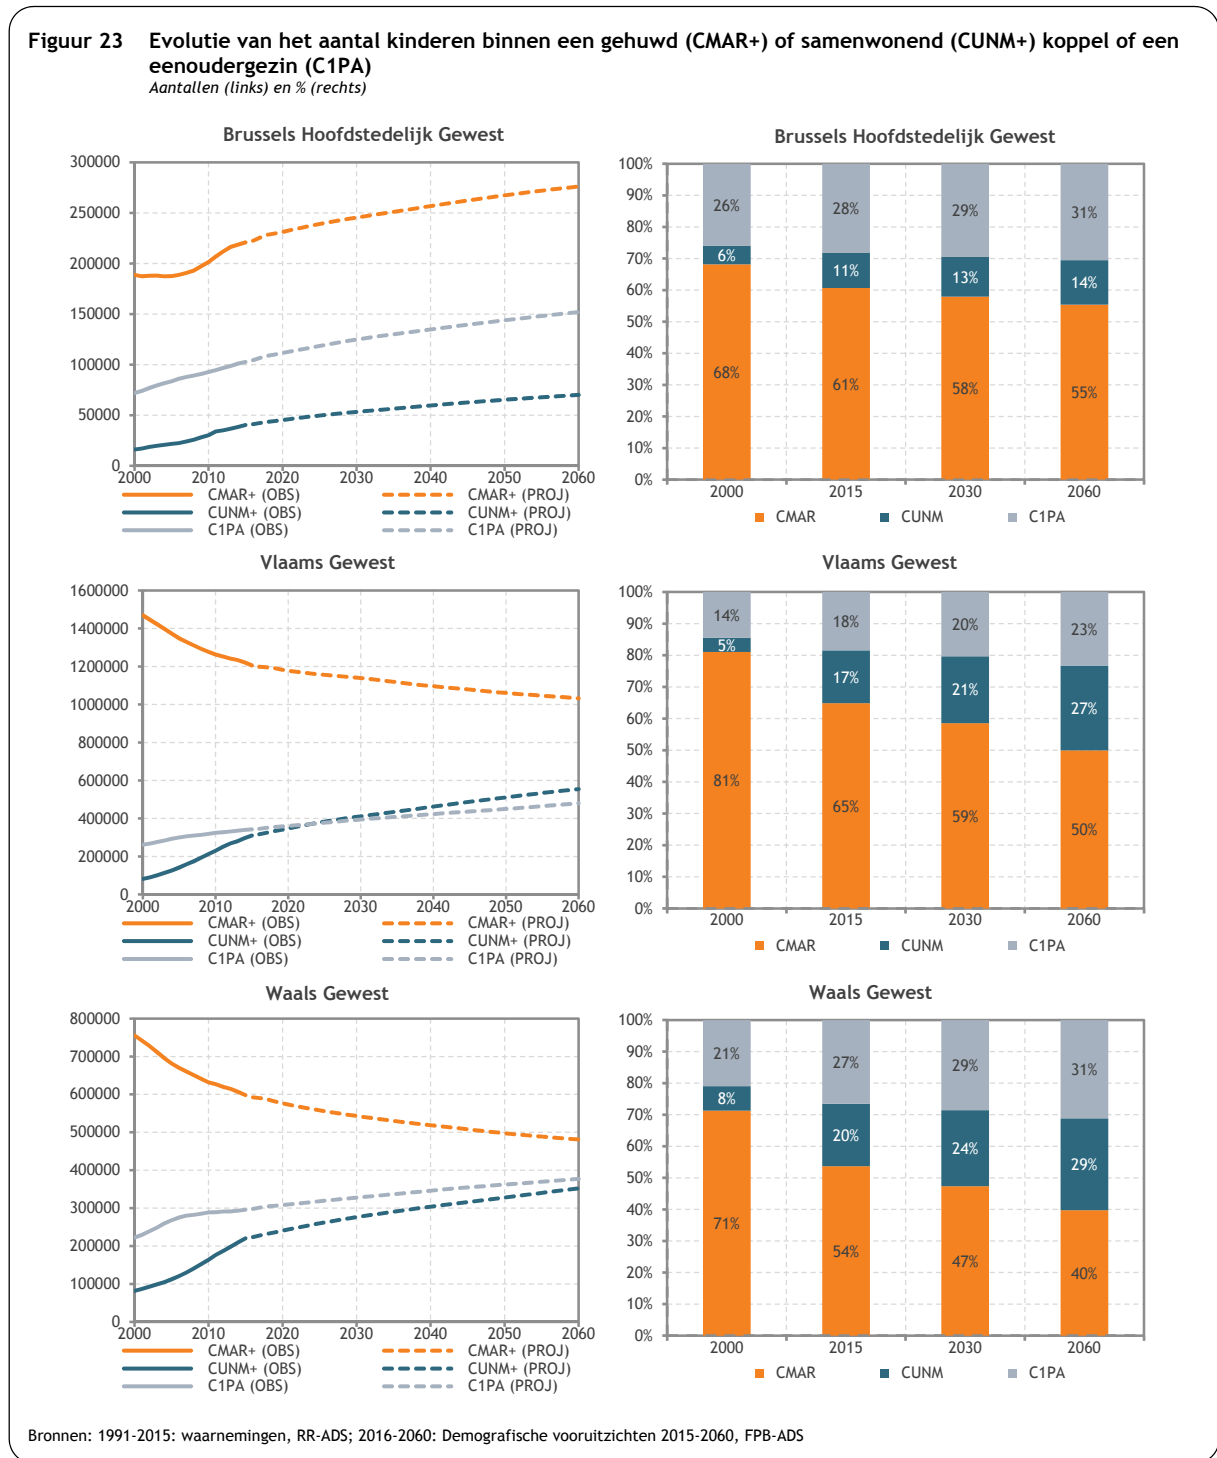 Figuur 23 Evolutie van het aantal kinderen binnen een gehuwd (CMAR+) of samenwonend (CUNM+) koppel of een
eenoudergezin (C1PA)
Aantallen (links) en % (rechts)
Brussels Hoofdstedelijk Gewest
300000
250000
200000
150000
100000
50000
0
2000 2010 2020 2030 2040 2050 2060
CMAR+ (OBS) CMAR+ (PROJ)
CUNM+ (OBS) CUNM+ (PROJ)
C1PA (OBS) C1PA (PROJ)
Brussels Hoofdstedelijk Gewest
100%
90%
80%
70%
60%
50%
40%
30%
20%
10%
0%
26% 28% 29% 31%
6% 11% 13% 14%
68% 61% 58% 55%
2000 2015 2030 2060
CMAR CUNM C1PA
Vlaams Gewest
1600000
1400000
1200000
1000000
800000
600000
400000
200000
0
2000 2010 2020 2030 2040 2050 2060
CMAR+ (OBS) CMAR+ (PROJ)
CUNM+ (OBS) CUNM+ (PROJ)
C1PA (OBS) C1PA (PROJ)
Vlaams Gewest
100%
90%
80%
70%
60%
50%
40%
30%
20%
10%
0%
14% 18% 20% 23%
5% 17% 21% 27%
81% 65% 59% 50%
2000 2015 2030 2060
CMAR CUNM C1PA
Waals Gewest
800000
700000
600000
500000
400000
300000
200000
100000
0
2000 2010 2020 2030 2040 2050 2060
CMAR+ (OBS) CMAR+ (PROJ)
CUNM+ (OBS) CUNM+ (PROJ)
C1PA (OBS) C1PA (PROJ)
Waals Gewest
100%
90%
80%
70%
60%
50%
40%
30%
20%
10%
0%
21% 27% 29% 31%
8% 20% 24% 29%
71% 54% 47% 40%
2000 2015 2030 2060
CMAR CUNM C1PA
Bronnen: 1991-2015: waarnemingen, RR-ADS; 2016-2060: Demografische vooruitzichten 2015-2060, FPB-ADS